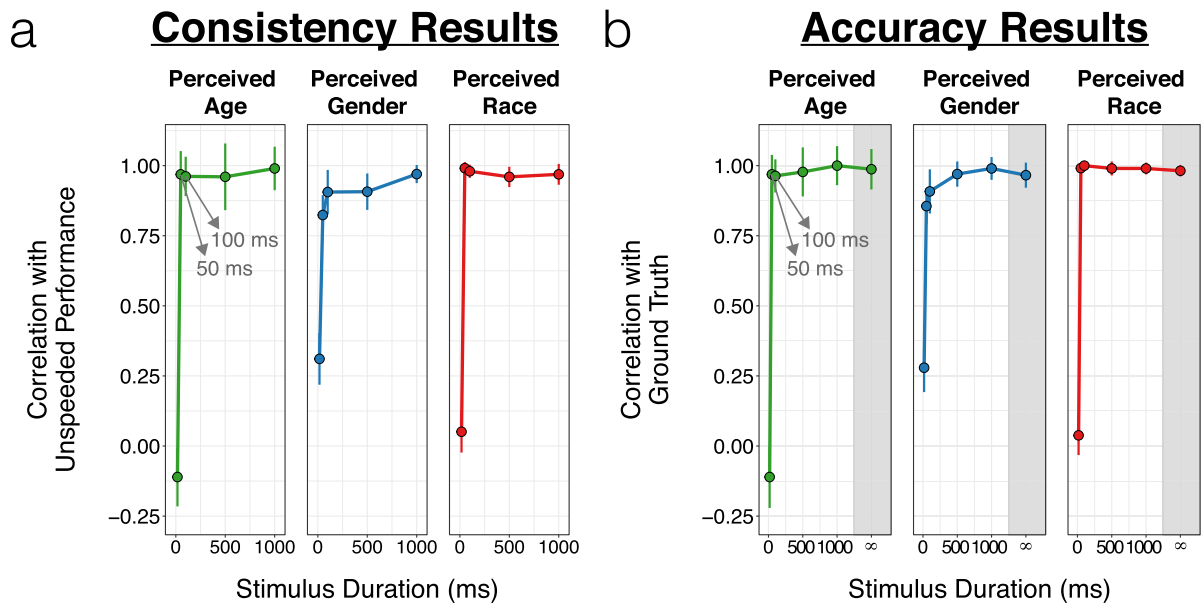 a
Consistency Results
Perceived Age
Perceived Gender
Perceived Race
Correlation with
Unspeeded Performance
1.00
0.75
0.50
0.25
0.00
−0.25
100 ms
50 ms
0 500 1000
0 500 1000
0 500 1000
Stimulus Duration (ms)
b
Accuracy Results
Perceived Age
Perceived Gender
Perceived Race
Correlation with
Ground Truth
1.00
0.75
0.50
0.25
0.00
−0.25
100 ms
50 ms
0 500 1000 ∞
0 500 1000 ∞
0 500 1000 ∞
Stimulus Duration (ms)